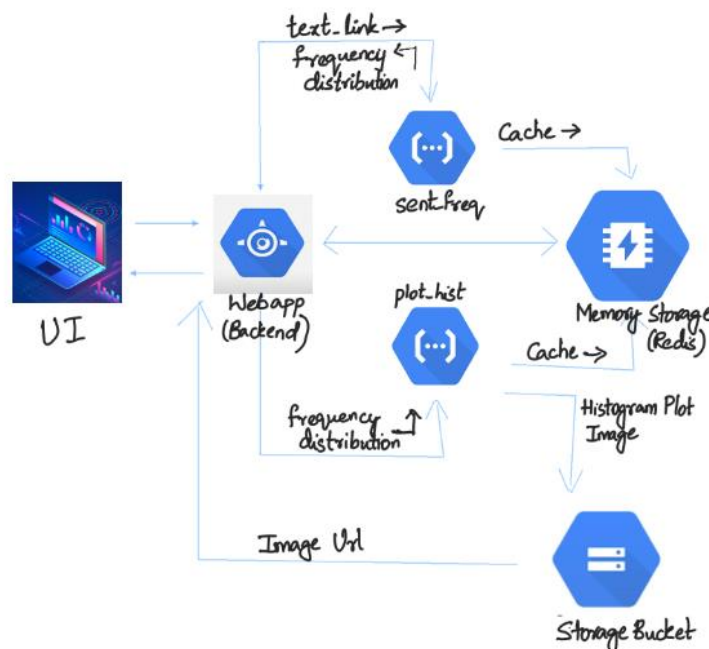 text_link →
frequency
distribution
Cache →
sent_freq
UI
Webapp
(Backend)
plot_hist
Memory Storage
(Redis)
Cache →
frequency
distribution
Histogram Plot
Image
Image Url
Storage Bucket